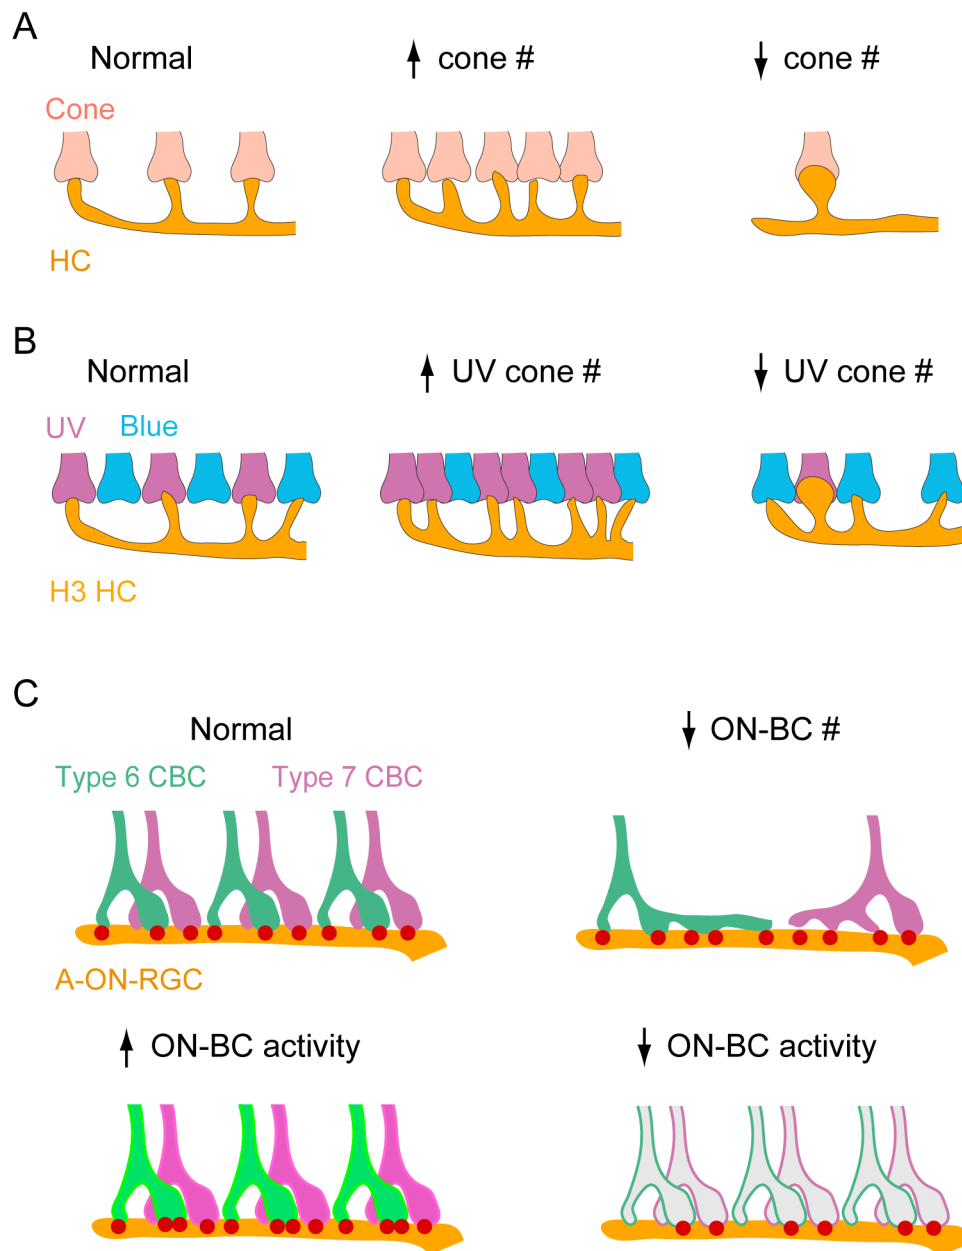 A
Normal
↑ cone #
↓ cone #
Cone
HC
B
Normal
↑ UV cone #
↓ UV cone #
UV
Blue
H3 HC
C
Normal
↓ ON-BC #
Type 6 CBC
Type 7 CBC
A-ON-RGC
↑ ON-BC activity
↓ ON-BC activity